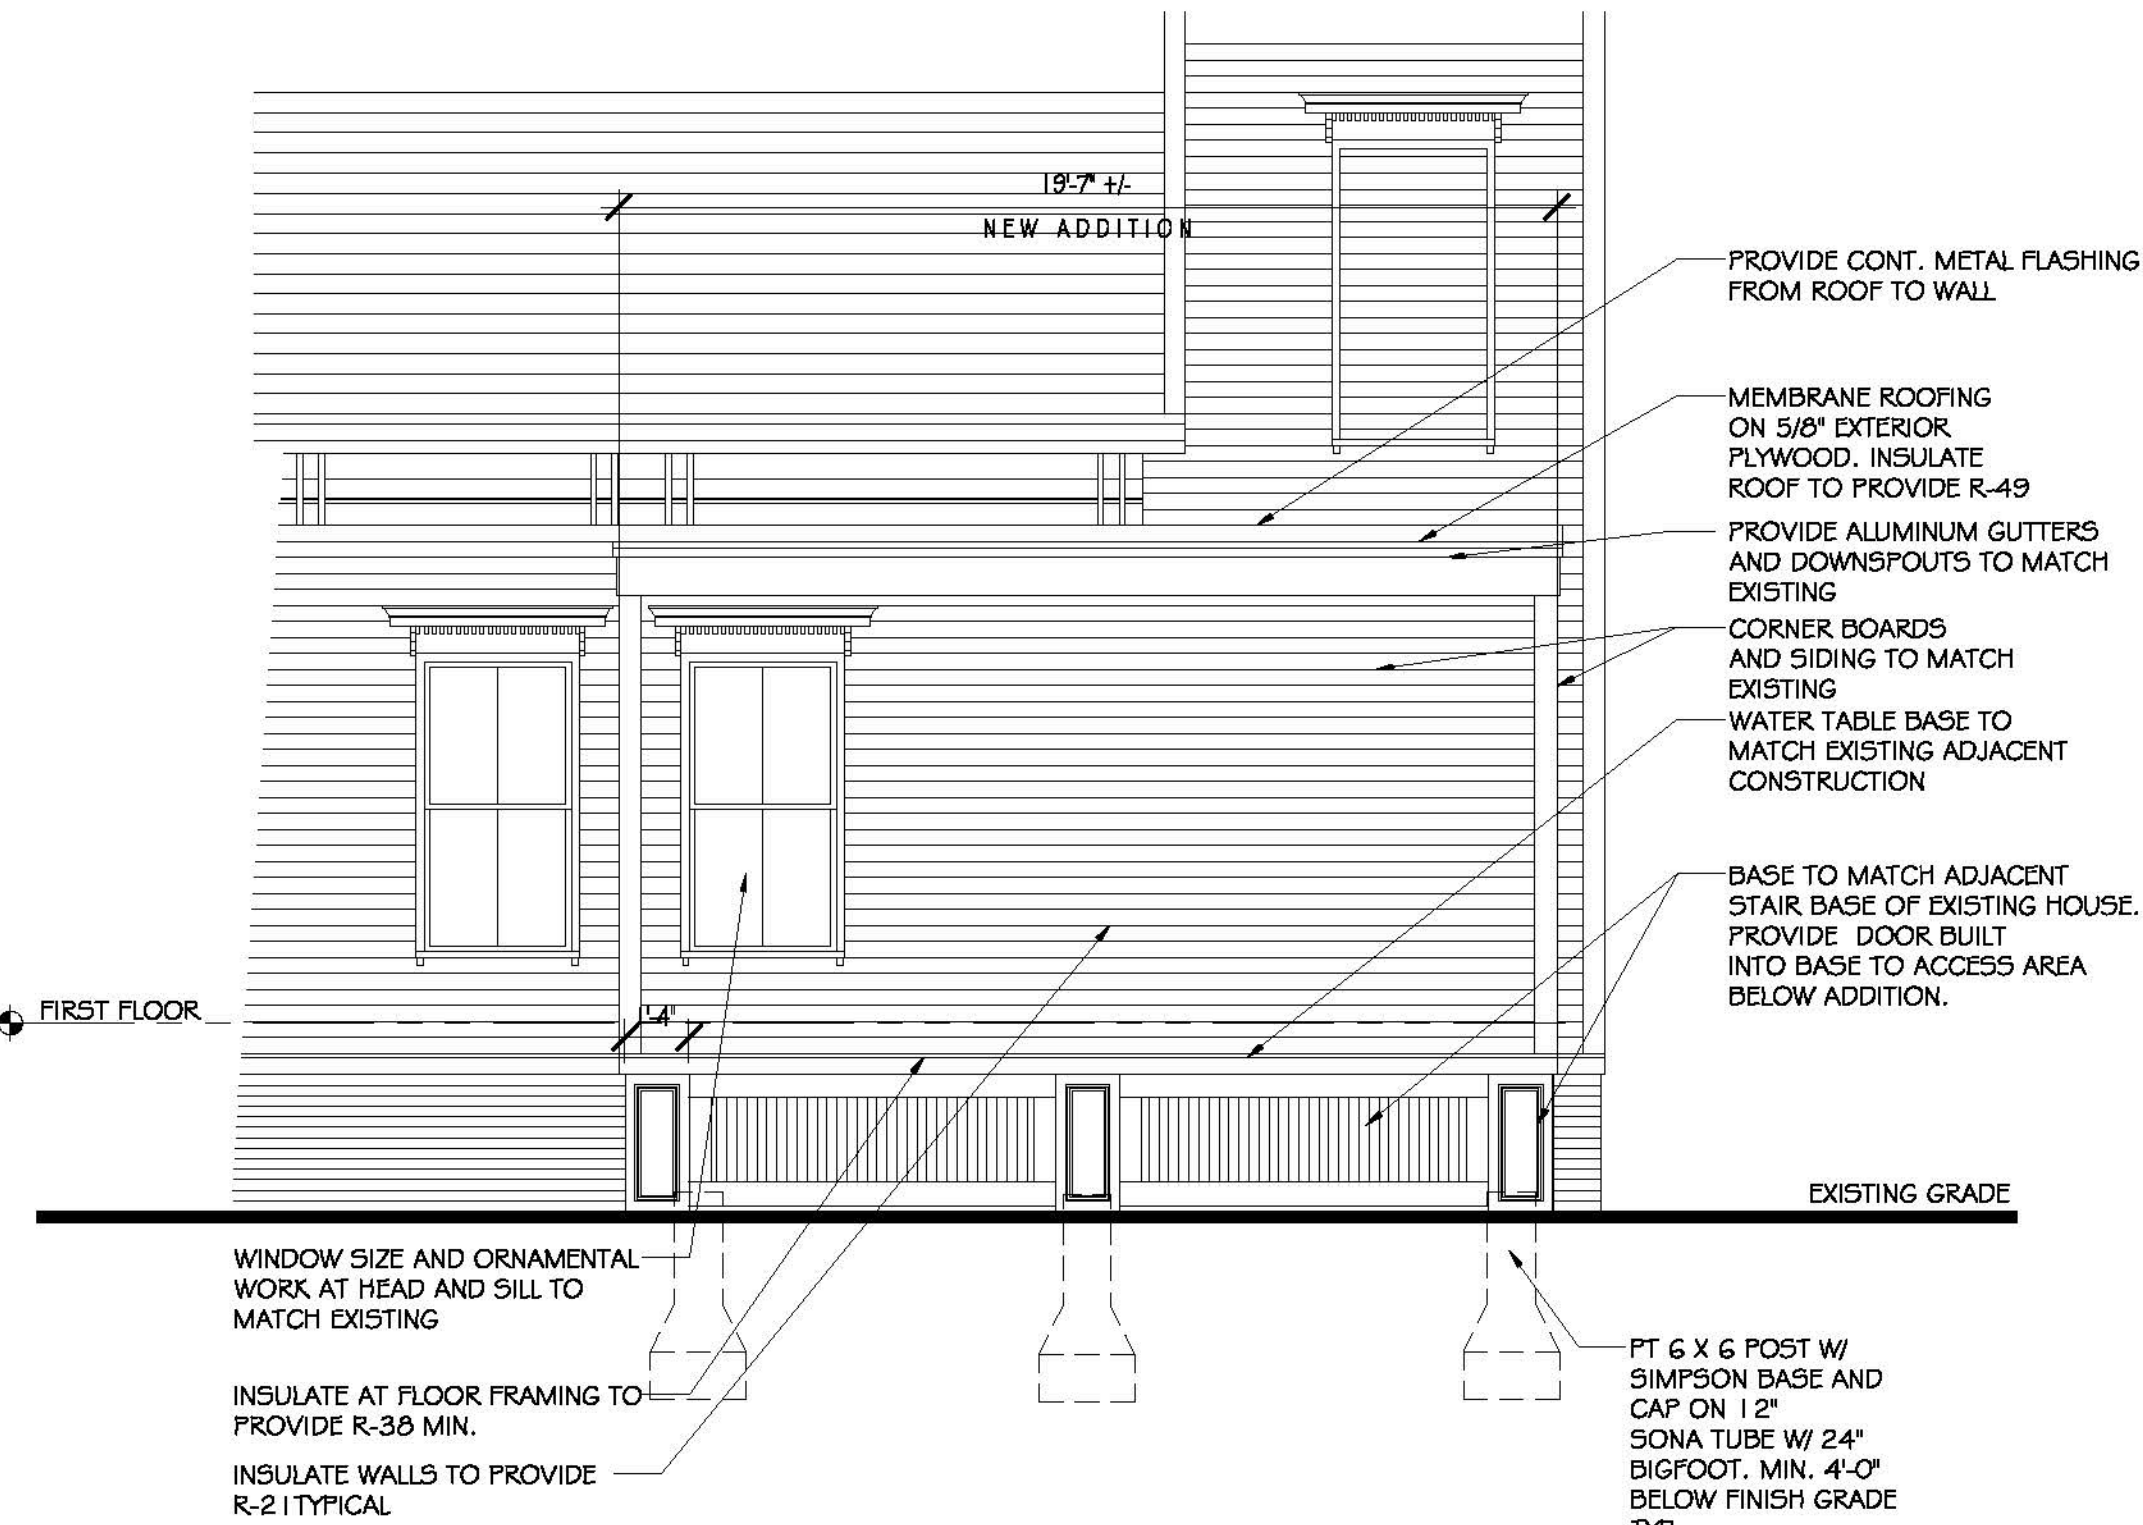 19'-7" +/-
NEW ADDITION
PROVIDE CONT. METAL FLASHING
FROM ROOF TO WALL
MEMBRANE ROOFING
ON 5/8" EXTERIOR
PLYWOOD. INSULATE
ROOF TO PROVIDE R-49
PROVIDE ALUMINUM GUTTERS
AND DOWNSPOUTS TO MATCH
EXISTING
CORNER BOARDS
AND SIDING TO MATCH
EXISTING
WATER TABLE BASE TO
MATCH EXISTING ADJACENT
CONSTRUCTION
BASE TO MATCH ADJACENT
STAIR BASE OF EXISTING HOUSE.
PROVIDE DOOR BUILT
INTO BASE TO ACCESS AREA
BELOW ADDITION.
FIRST FLOOR
1'-4"
EXISTING GRADE
WINDOW SIZE AND ORNAMENTAL
WORK AT HEAD AND SILL TO
MATCH EXISTING
INSULATE AT FLOOR FRAMING TO
PROVIDE R-38 MIN.
INSULATE WALLS TO PROVIDE
R-21TYPICAL
PT 6 X 6 POST W/
SIMPSON BASE AND
CAP ON 12"
SONA TUBE W/ 24"
BIGFOOT. MIN. 4'-0"
BELOW FINISH GRADE